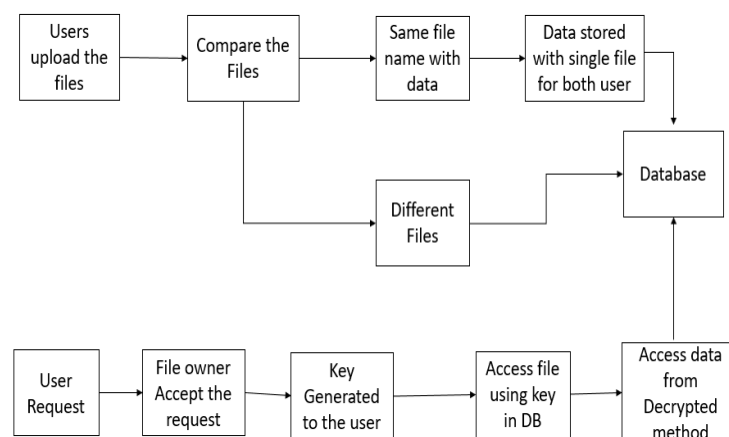 Users
upload the
files
Compare the
Files
Same file
name with
data
Data stored
with single file
for both user
Database
Different
Files
User
Request
File owner
Accept the
request
Key
Generated
to the user
Access file
using key
in DB
Access data
from
Decrypted
method